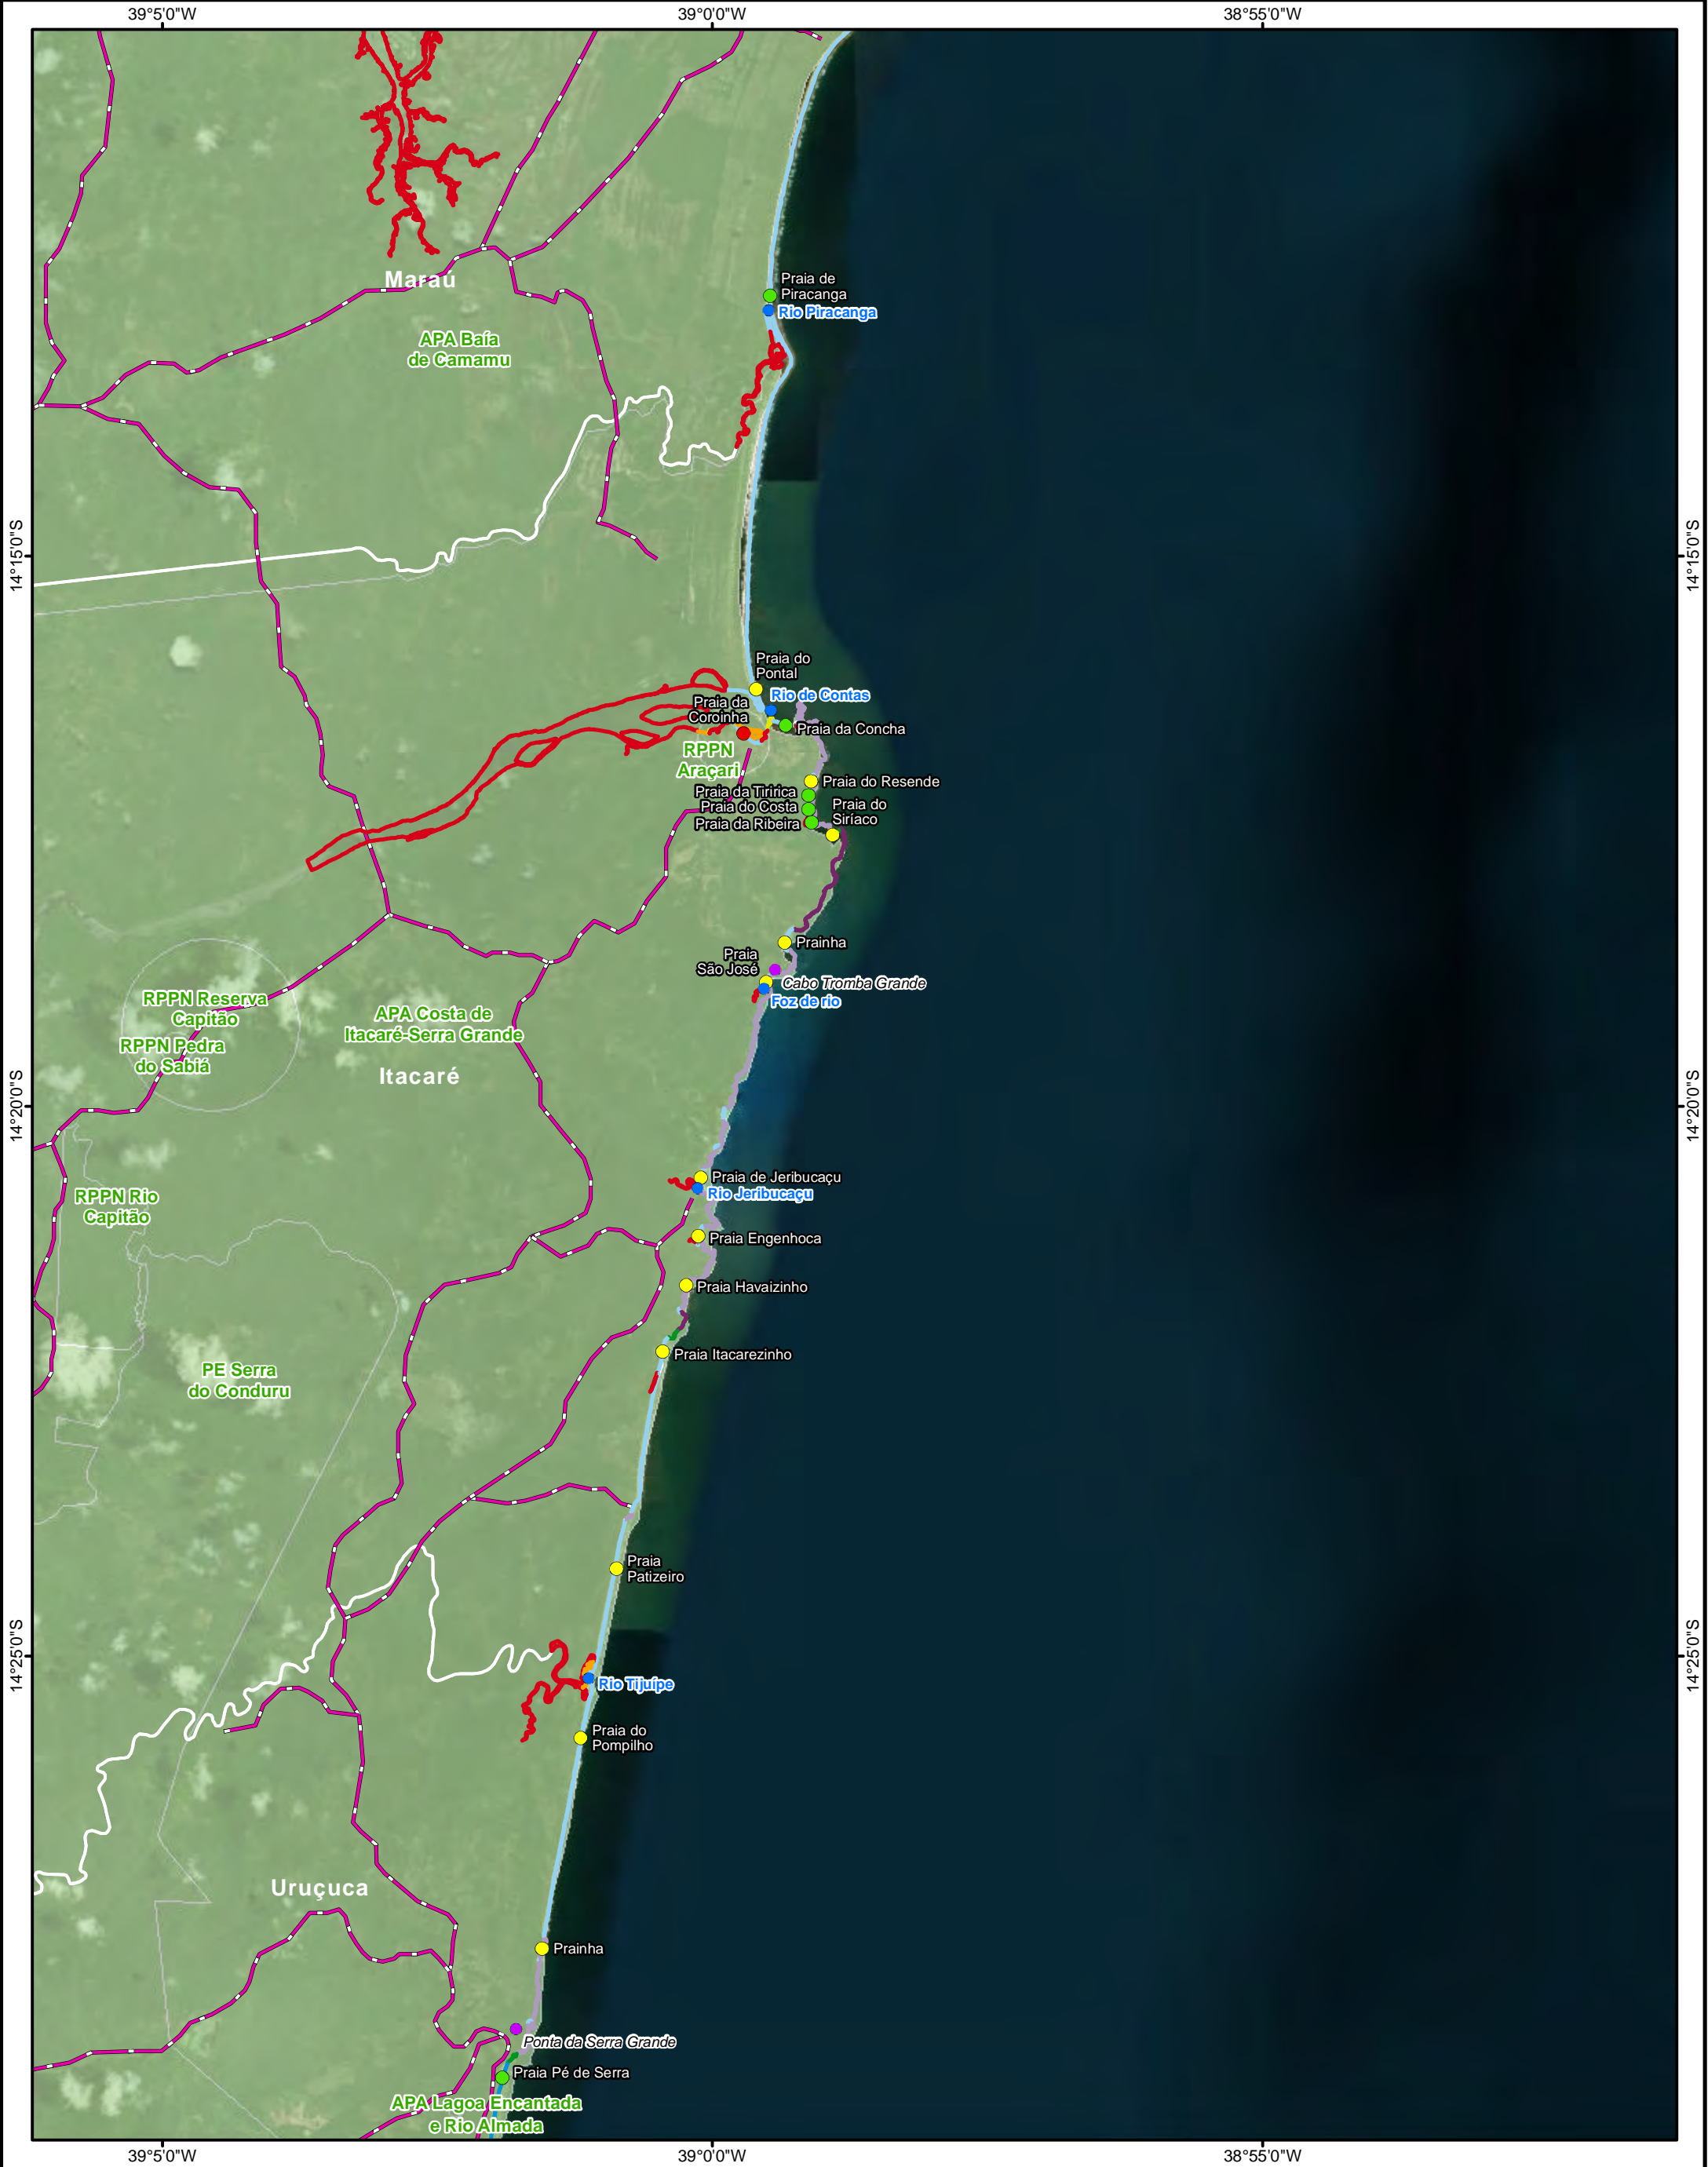 39°5'0"W
39°0'0"W
38°55'0"W
Maraú
Praia de
Piracanga
Rio Piracanga
APA Baía
de Camamu
14°15'0"S
14°15'0"S
Praia do
Pontal
Rio de Contas
Praia da
Coroinha
Praia da Concha
RPPN
Araçari
Praia do Resende
Praia da Tiririca
Praia do Costa
Praia do
Siríaco
Praia da Ribeira
Prainha
Praia
São José
Cabo Tromba Grande
Foz de rio
RPPN Reserva
Capitão
APA Costa de
Itacaré-Serra Grande
RPPN Pedra
do Sabiá
Itacaré
14°20'0"S
14°20'0"S
Praia de Jeribucaçu
Rio Jeribucaçu
RPPN Rio
Capitão
Praia Engenhoca
Praia Havaizinho
Praia Itacarezinho
PE Serra
do Conduru
Praia
Patizeiro
14°25'0"S
14°25'0"S
Rio Tijuípe
Praia do
Pompilho
Uruçuca
Prainha
Ponta da Serra Grande
Praia Pé de Serra
APA Lagoa Encantada
e Rio Almada
39°5'0"W
39°0'0"W
38°55'0"W